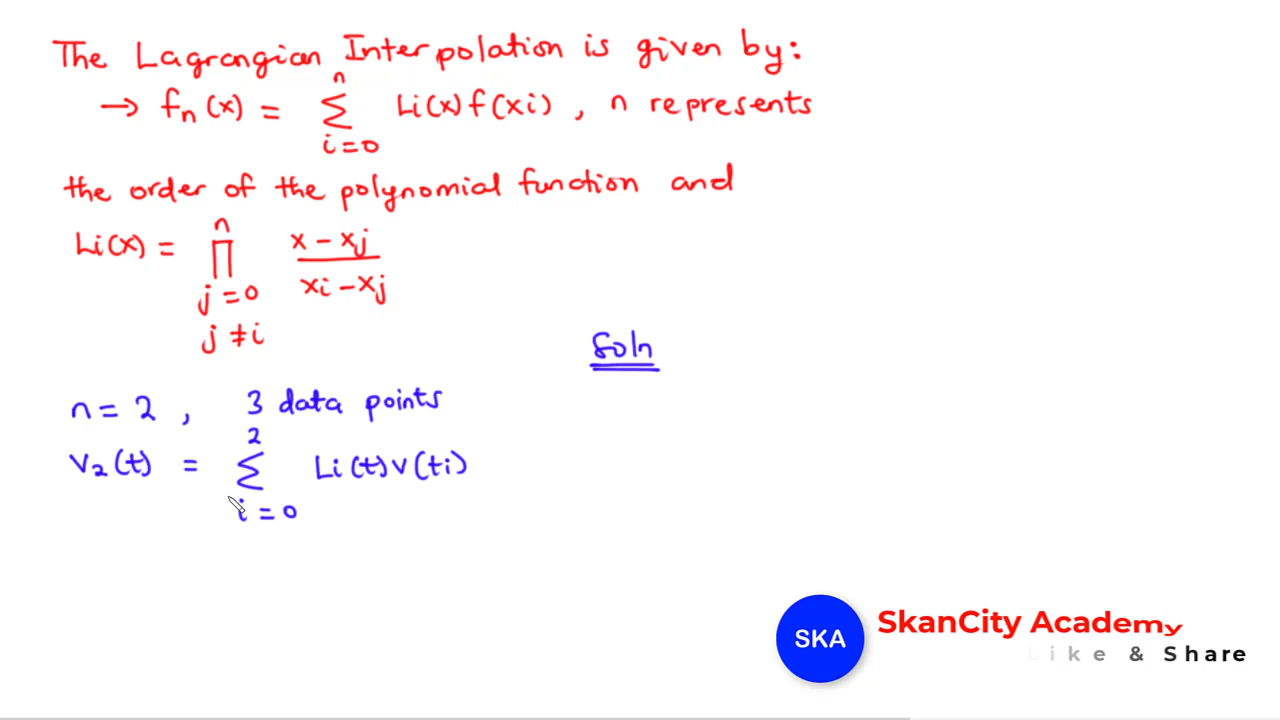 The Lagrangian Interpolation is given by:
→ fn(x) = n Σ i=0 Li(x)f(xi), n represents
the order of the polynomial function and
Li(x) = n Π j=0 j≠i x-xj / xi-xj
Soln
n = 2, 3 data points
V2(t) = 2 Σ i=0 Li(t)v(ti)
SKA
SkanCity Academy
Like & Share